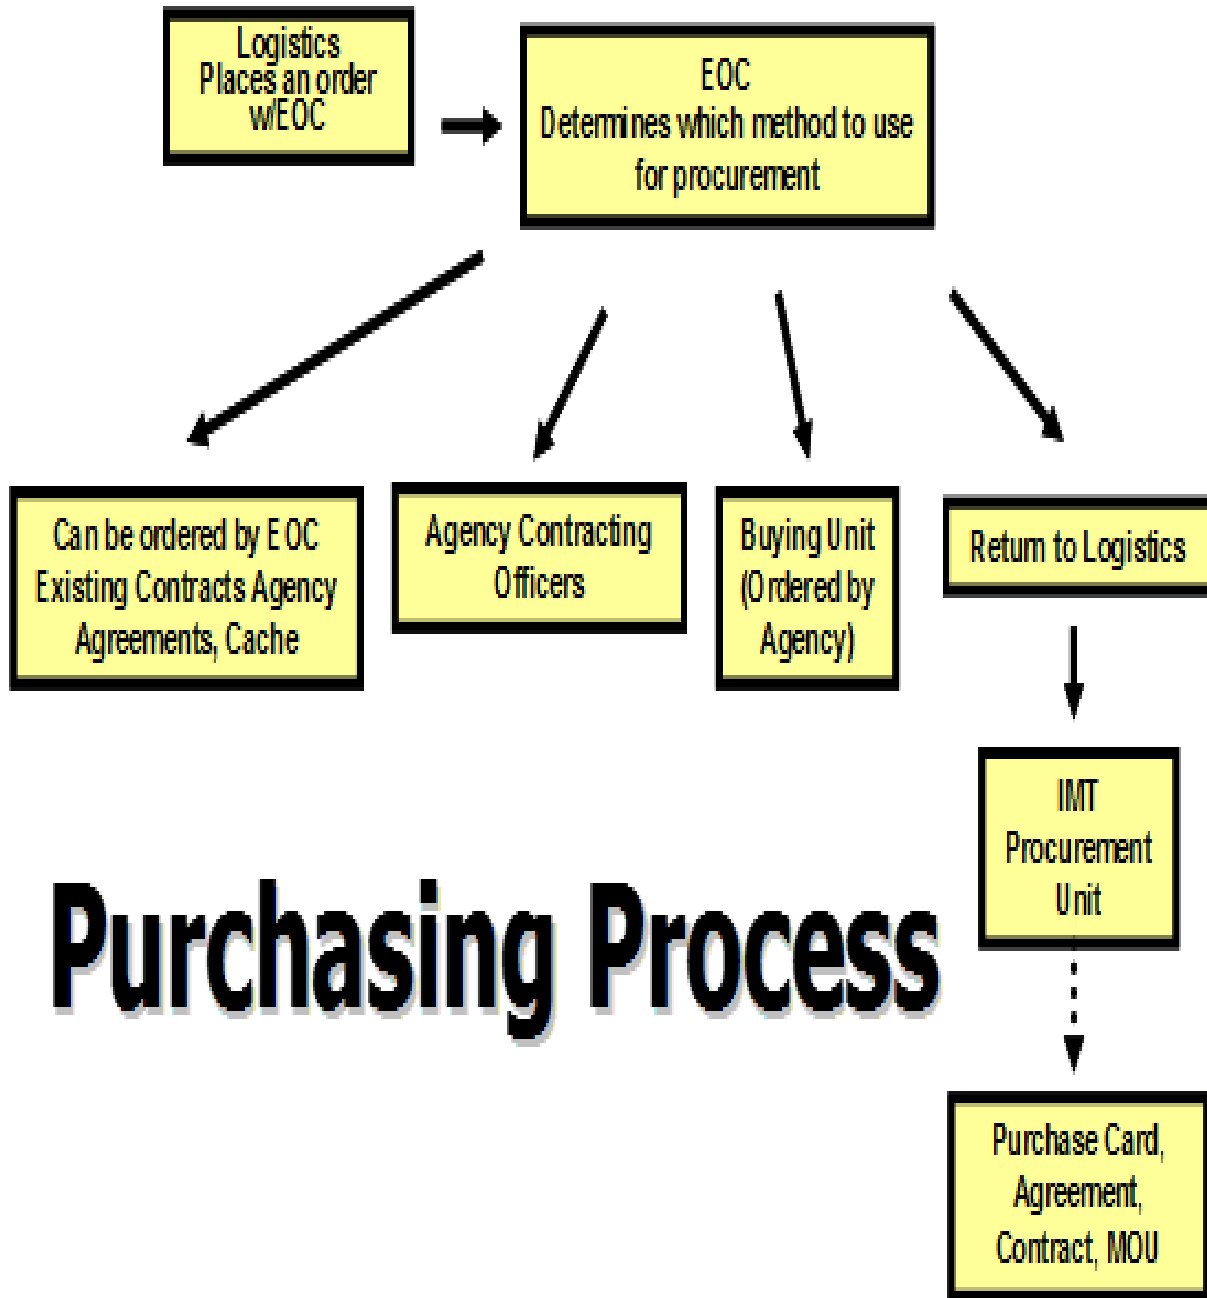 Logistics
Places an order
w/EOC
EOC
Determines which method to use
for procurement
Can be ordered by EOC
Existing Contracts Agency
Agreements, Cache
Agency Contracting
Officers
Buying Unit
(Ordered by
Agency)
Return to Logistics
IMT
Procurement
Unit
Purchasing Process
Purchase Card,
Agreement,
Contract, MOU